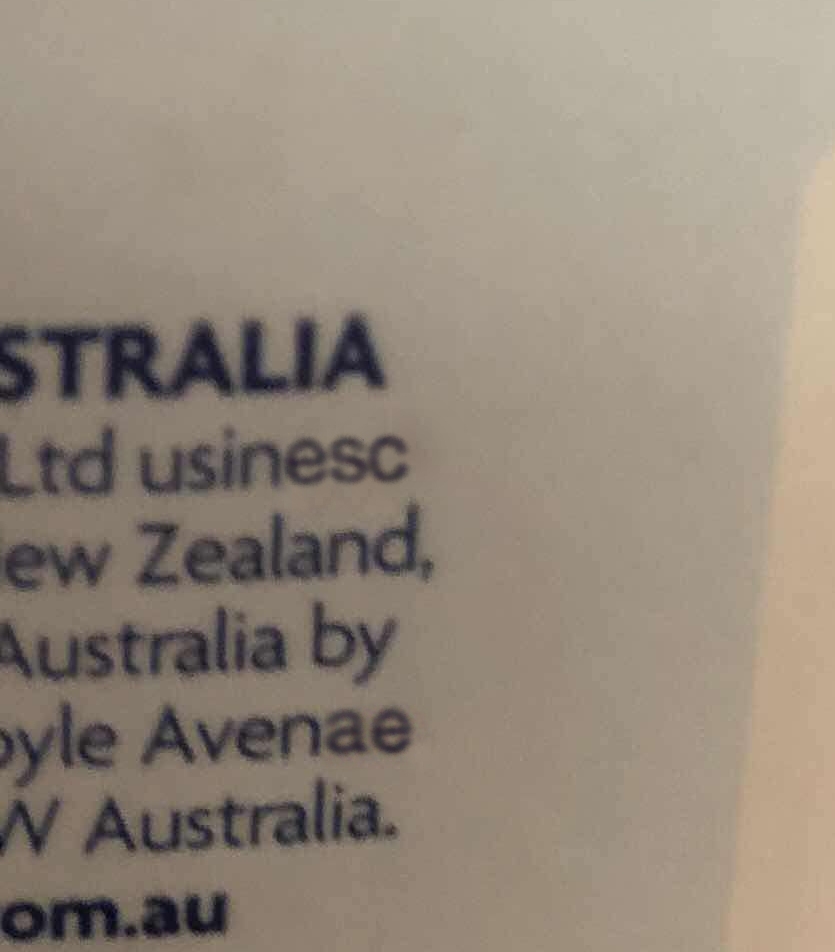 STRALIA
Ltd usinesc
ew Zealand,
Australia by
oyle Avenae
W Australia.
om.au